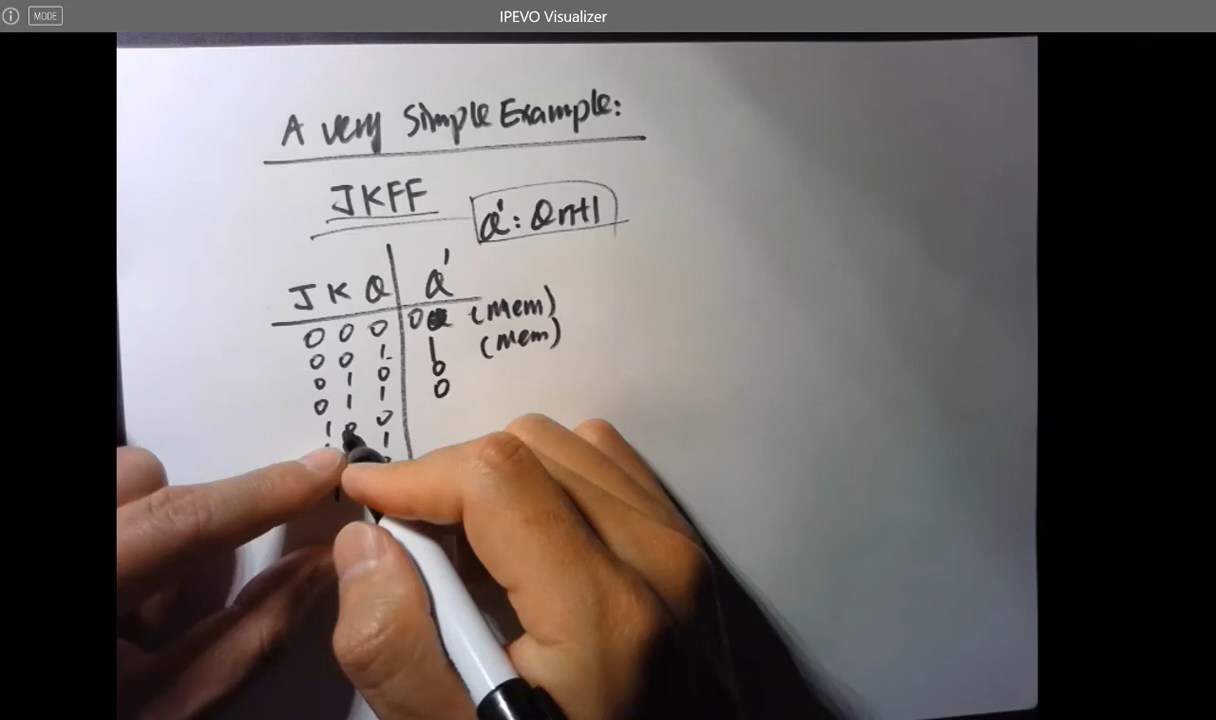 MODE IPEVO Visualizer
A very Simple Example:
JKFF
Q': Qn+1
J K Q Q'
0 0 0 0 (Mem)
0 0 1 1 (Mem)
0 1 0 0
0 1 1 0
1 0 0
1 1